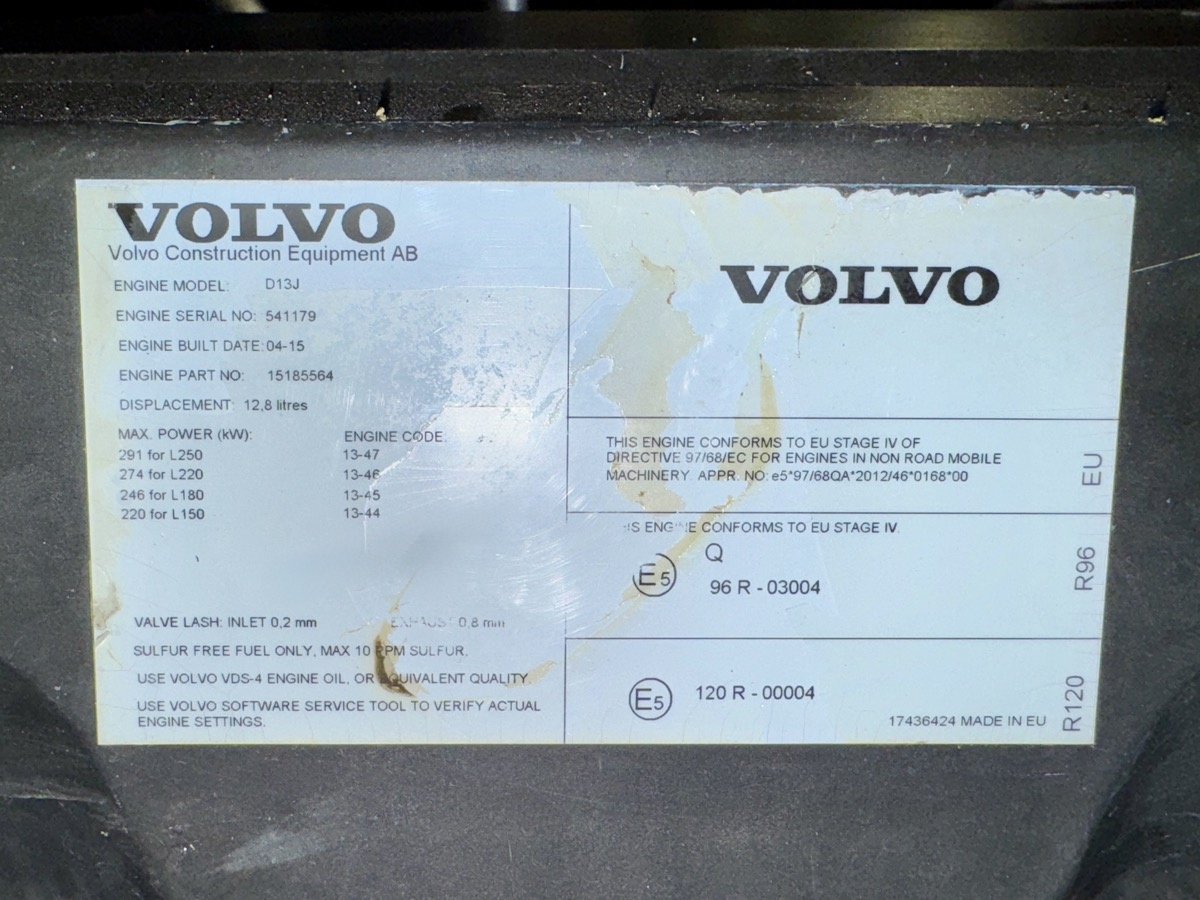 VOLVO
Volvo Construction Equipment AB
ENGINE MODEL: D13J
ENGINE SERIAL NO: 541179
ENGINE BUILT DATE: 04-15
ENGINE PART NO: 15185564
DISPLACEMENT: 12,8 litres
MAX. POWER (kW): ENGINE CODE:
291 for L250 13-47
274 for L220 13-46
246 for L180 13-45
220 for L150 13-44
VALVE LASH: INLET 0,2 mm EXHAUST 0,8 mm
SULFUR FREE FUEL ONLY, MAX 10 PPM SULFUR.
USE VOLVO VDS-4 ENGINE OIL, OR EQUIVALENT QUALITY
USE VOLVO SOFTWARE SERVICE TOOL TO VERIFY ACTUAL
ENGINE SETTINGS.
VOLVO
THIS ENGINE CONFORMS TO EU STAGE IV OF
DIRECTIVE 97/68/EC FOR ENGINES IN NON ROAD MOBILE
MACHINERY. APPR. NO: e5*97/68QA*2012/46*0168*00
EU
THIS ENGINE CONFORMS TO EU STAGE IV.
E5 Q
96 R - 03004
R96
E5 120 R - 00004
17436424 MADE IN EU
R120